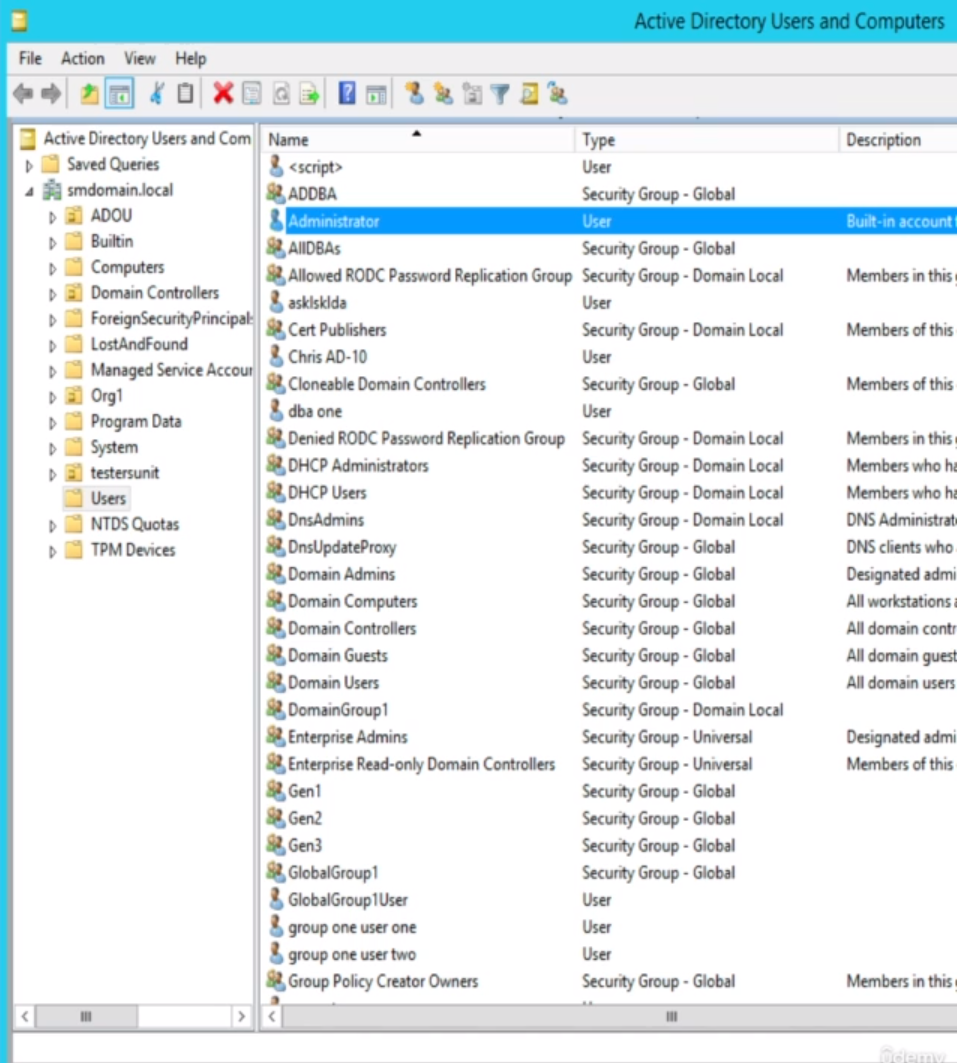 Active Directory Users and Computers
File Action View Help
Active Directory Users and Com
Saved Queries
smdomain.local
ADOU
Builtin
Computers
Domain Controllers
ForeignSecurityPrincipal
LostAndFound
Managed Service Accour
Org1
Program Data
System
testersunit
Users
NTDS Quotas
TPM Devices
Name Type Description
<script> User
ADDBA Security Group - Global
Administrator User Built-in account
AllDBAs Security Group - Global
Allowed RODC Password Replication Group Security Group - Domain Local Members in this
asklsklda User
Cert Publishers Security Group - Domain Local Members of this
Chris AD-10 User
Cloneable Domain Controllers Security Group - Global Members of this
dba one User
Denied RODC Password Replication Group Security Group - Domain Local Members in this
DHCP Administrators Security Group - Domain Local Members who ha
DHCP Users Security Group - Domain Local Members who ha
DnsAdmins Security Group - Domain Local DNS Administrat
DnsUpdateProxy Security Group - Global DNS clients who
Domain Admins Security Group - Global Designated admi
Domain Computers Security Group - Global All workstations a
Domain Controllers Security Group - Global All domain contr
Domain Guests Security Group - Global All domain guest
Domain Users Security Group - Global All domain users
DomainGroup1 Security Group - Domain Local
Enterprise Admins Security Group - Universal Designated admi
Enterprise Read-only Domain Controllers Security Group - Universal Members of this
Gen1 Security Group - Global
Gen2 Security Group - Global
Gen3 Security Group - Global
GlobalGroup1 Security Group - Global
GlobalGroup1User User
group one user one User
group one user two User
Group Policy Creator Owners Security Group - Global Members in this
Udemy